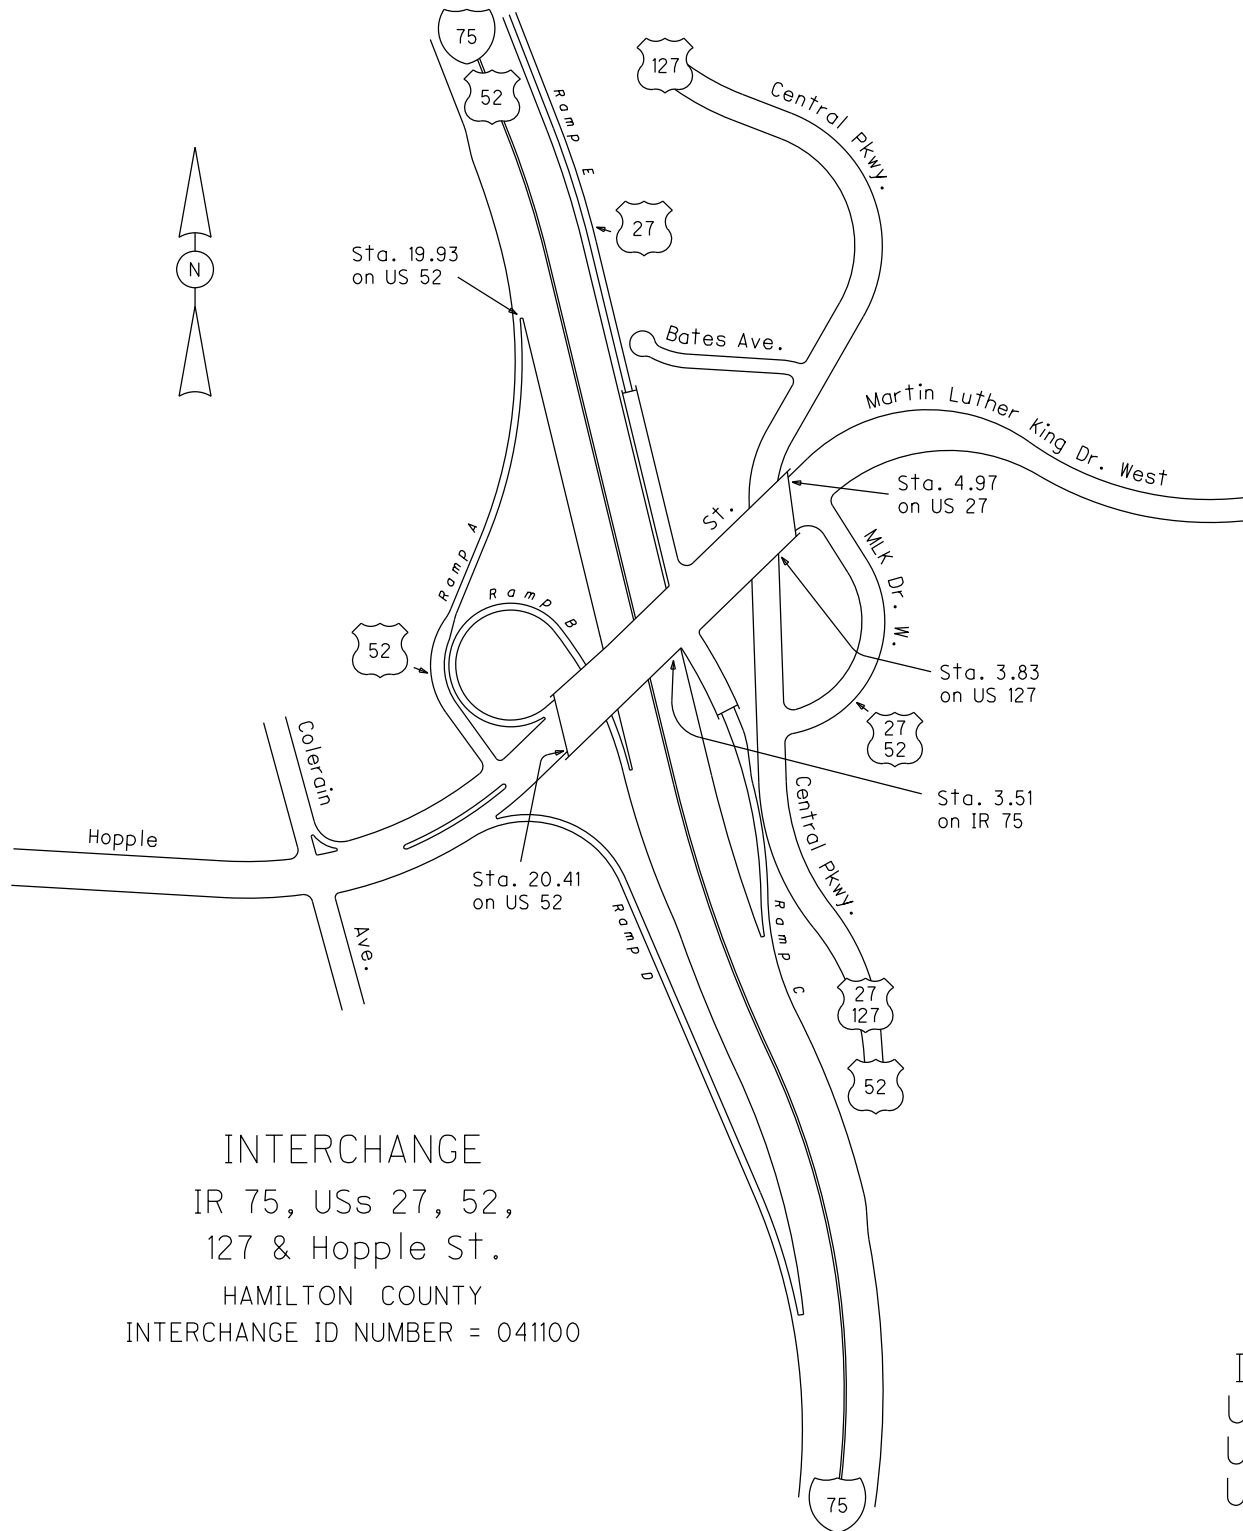 75
52
127
Central Pkwy.
Ramp E
27
Sta. 19.93
on US 52
N
Bates Ave.
Martin Luther King Dr. West
Sta. 4.97
on US 27
St.
MLK Dr. W.
Ramp A
Ramp B
52
Sta. 3.83
on US 127
27
52
Colerain
Sta. 3.51
on IR 75
Central Pkwy.
Hopple
Sta. 20.41
on US 52
Ramp D
Ramp C
Ave.
27
127
52
INTERCHANGE
IR 75, USs 27, 52,
127 & Hopple St.
HAMILTON COUNTY
INTERCHANGE ID NUMBER = 041100
I
U
U
U
75